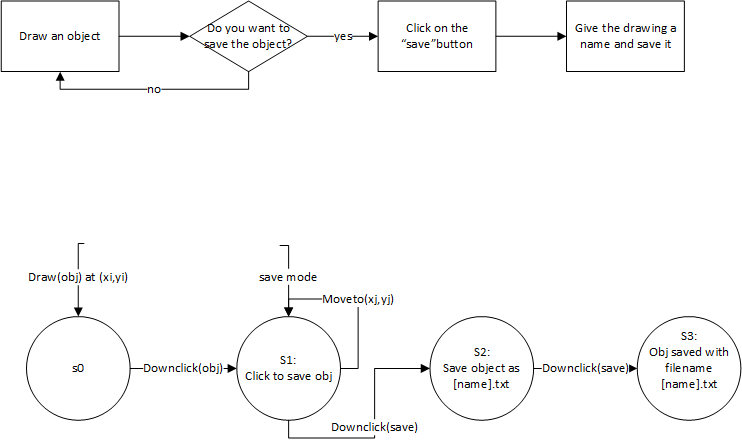 Draw an object
Do you want to
save the object?
yes
Click on the
“save”button
Give the drawing a
name and save it
no
Draw(obj) at (xi,yi)
save mode
Moveto(xj,yj)
s0
Downclick(obj)
S1:
Click to save obj
S2:
Save object as
[name].txt
Downclick(save)
S3:
Obj saved with
filename
[name].txt
Downclick(save)